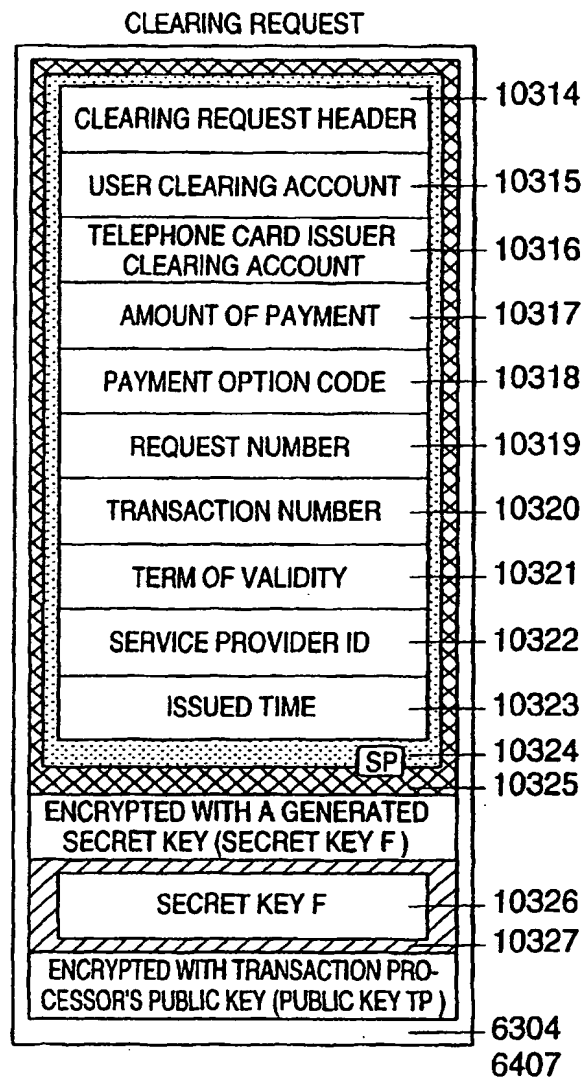 CLEARING REQUEST
CLEARING REQUEST HEADER
10314
USER CLEARING ACCOUNT
10315
TELEPHONE CARD ISSUER
CLEARING ACCOUNT
10316
AMOUNT OF PAYMENT
10317
PAYMENT OPTION CODE
10318
REQUEST NUMBER
10319
TRANSACTION NUMBER
10320
TERM OF VALIDITY
10321
SERVICE PROVIDER ID
10322
ISSUED TIME
10323
SP
10324
10325
ENCRYPTED WITH A GENERATED
SECRET KEY (SECRET KEY F )
SECRET KEY F
10326
10327
ENCRYPTED WITH TRANSACTION PRO-
CESSOR'S PUBLIC KEY (PUBLIC KEY TP )
6304
6407